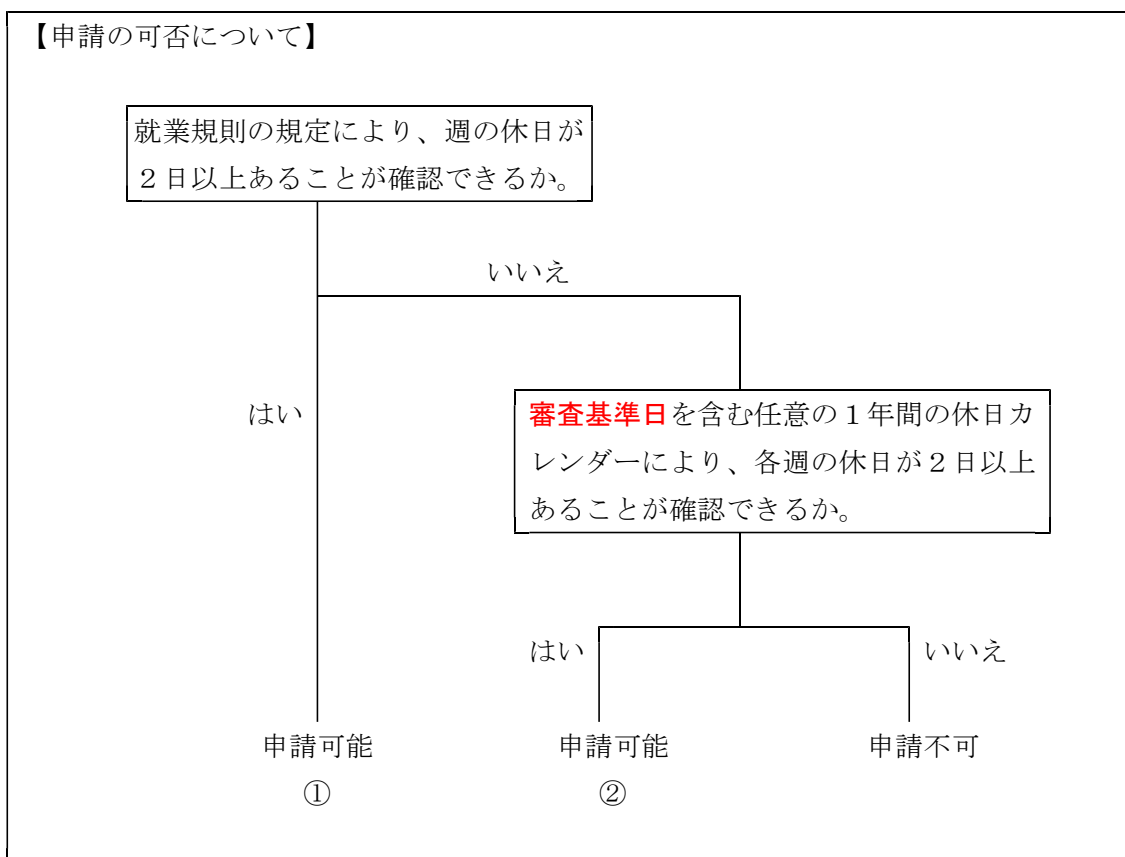 【申請の可否について】
就業規則の規定により、週の休日が
２日以上あることが確認できるか。
いいえ
はい
審査基準日を含む任意の１年間の休日カ
レンダーにより、各週の休日が２日以上
あることが確認できるか。
はい
いいえ
申請可能
申請可能
申請不可
①
②